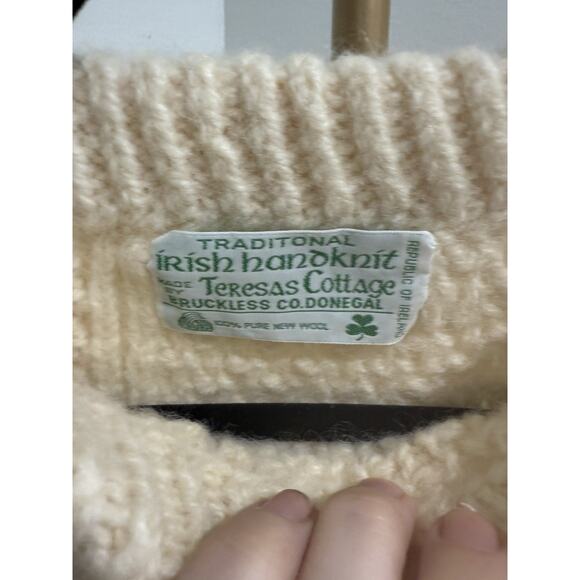 TRADITONAL
irish handknit
MADE BY Teresas Cottage
BRUCKLESS CO.DONEGAL
100% PURE NEW WOOL
REPUBLIC OF IRELAND